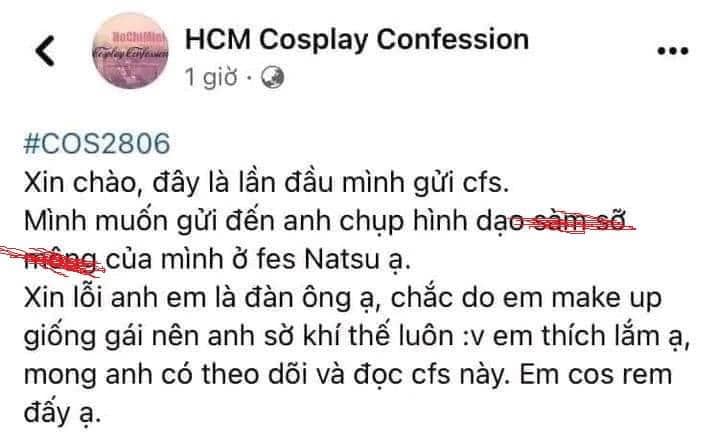 HoChiMinh
Cosplay Confession
HCM Cosplay Confession
1 giờ ·
#COS2806
Xin chào, đây là lần đầu mình gửi cfs.
Mình muốn gửi đến anh chụp hình dạo sàm sỡ
mông của mình ở fes Natsu ạ.
Xin lỗi anh em là đàn ông ạ, chắc do em make up
giống gái nên anh sờ khí thế luôn :v em thích lắm ạ,
mong anh có theo dõi và đọc cfs này. Em cos rem
đấy ạ.